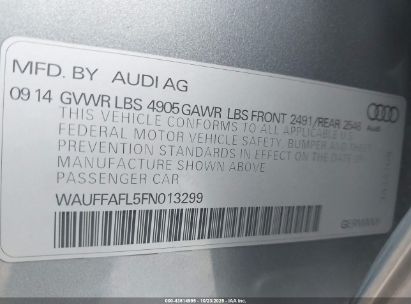 MFD. BY AUDI AG
09 14 GVWR LBS 4905 GAWR LBS FRONT 2491/REAR 2546
THIS VEHICLE CONFORMS TO ALL APPLICABLE U.S.
FEDERAL MOTOR VEHICLE SAFETY, BUMPER AND THEFT
PREVENTION STANDARDS IN EFFECT ON THE DATE OF
MANUFACTURE SHOWN ABOVE
PASSENGER CAR
WAUFFAFL5FN013299
Audi
GERMANY